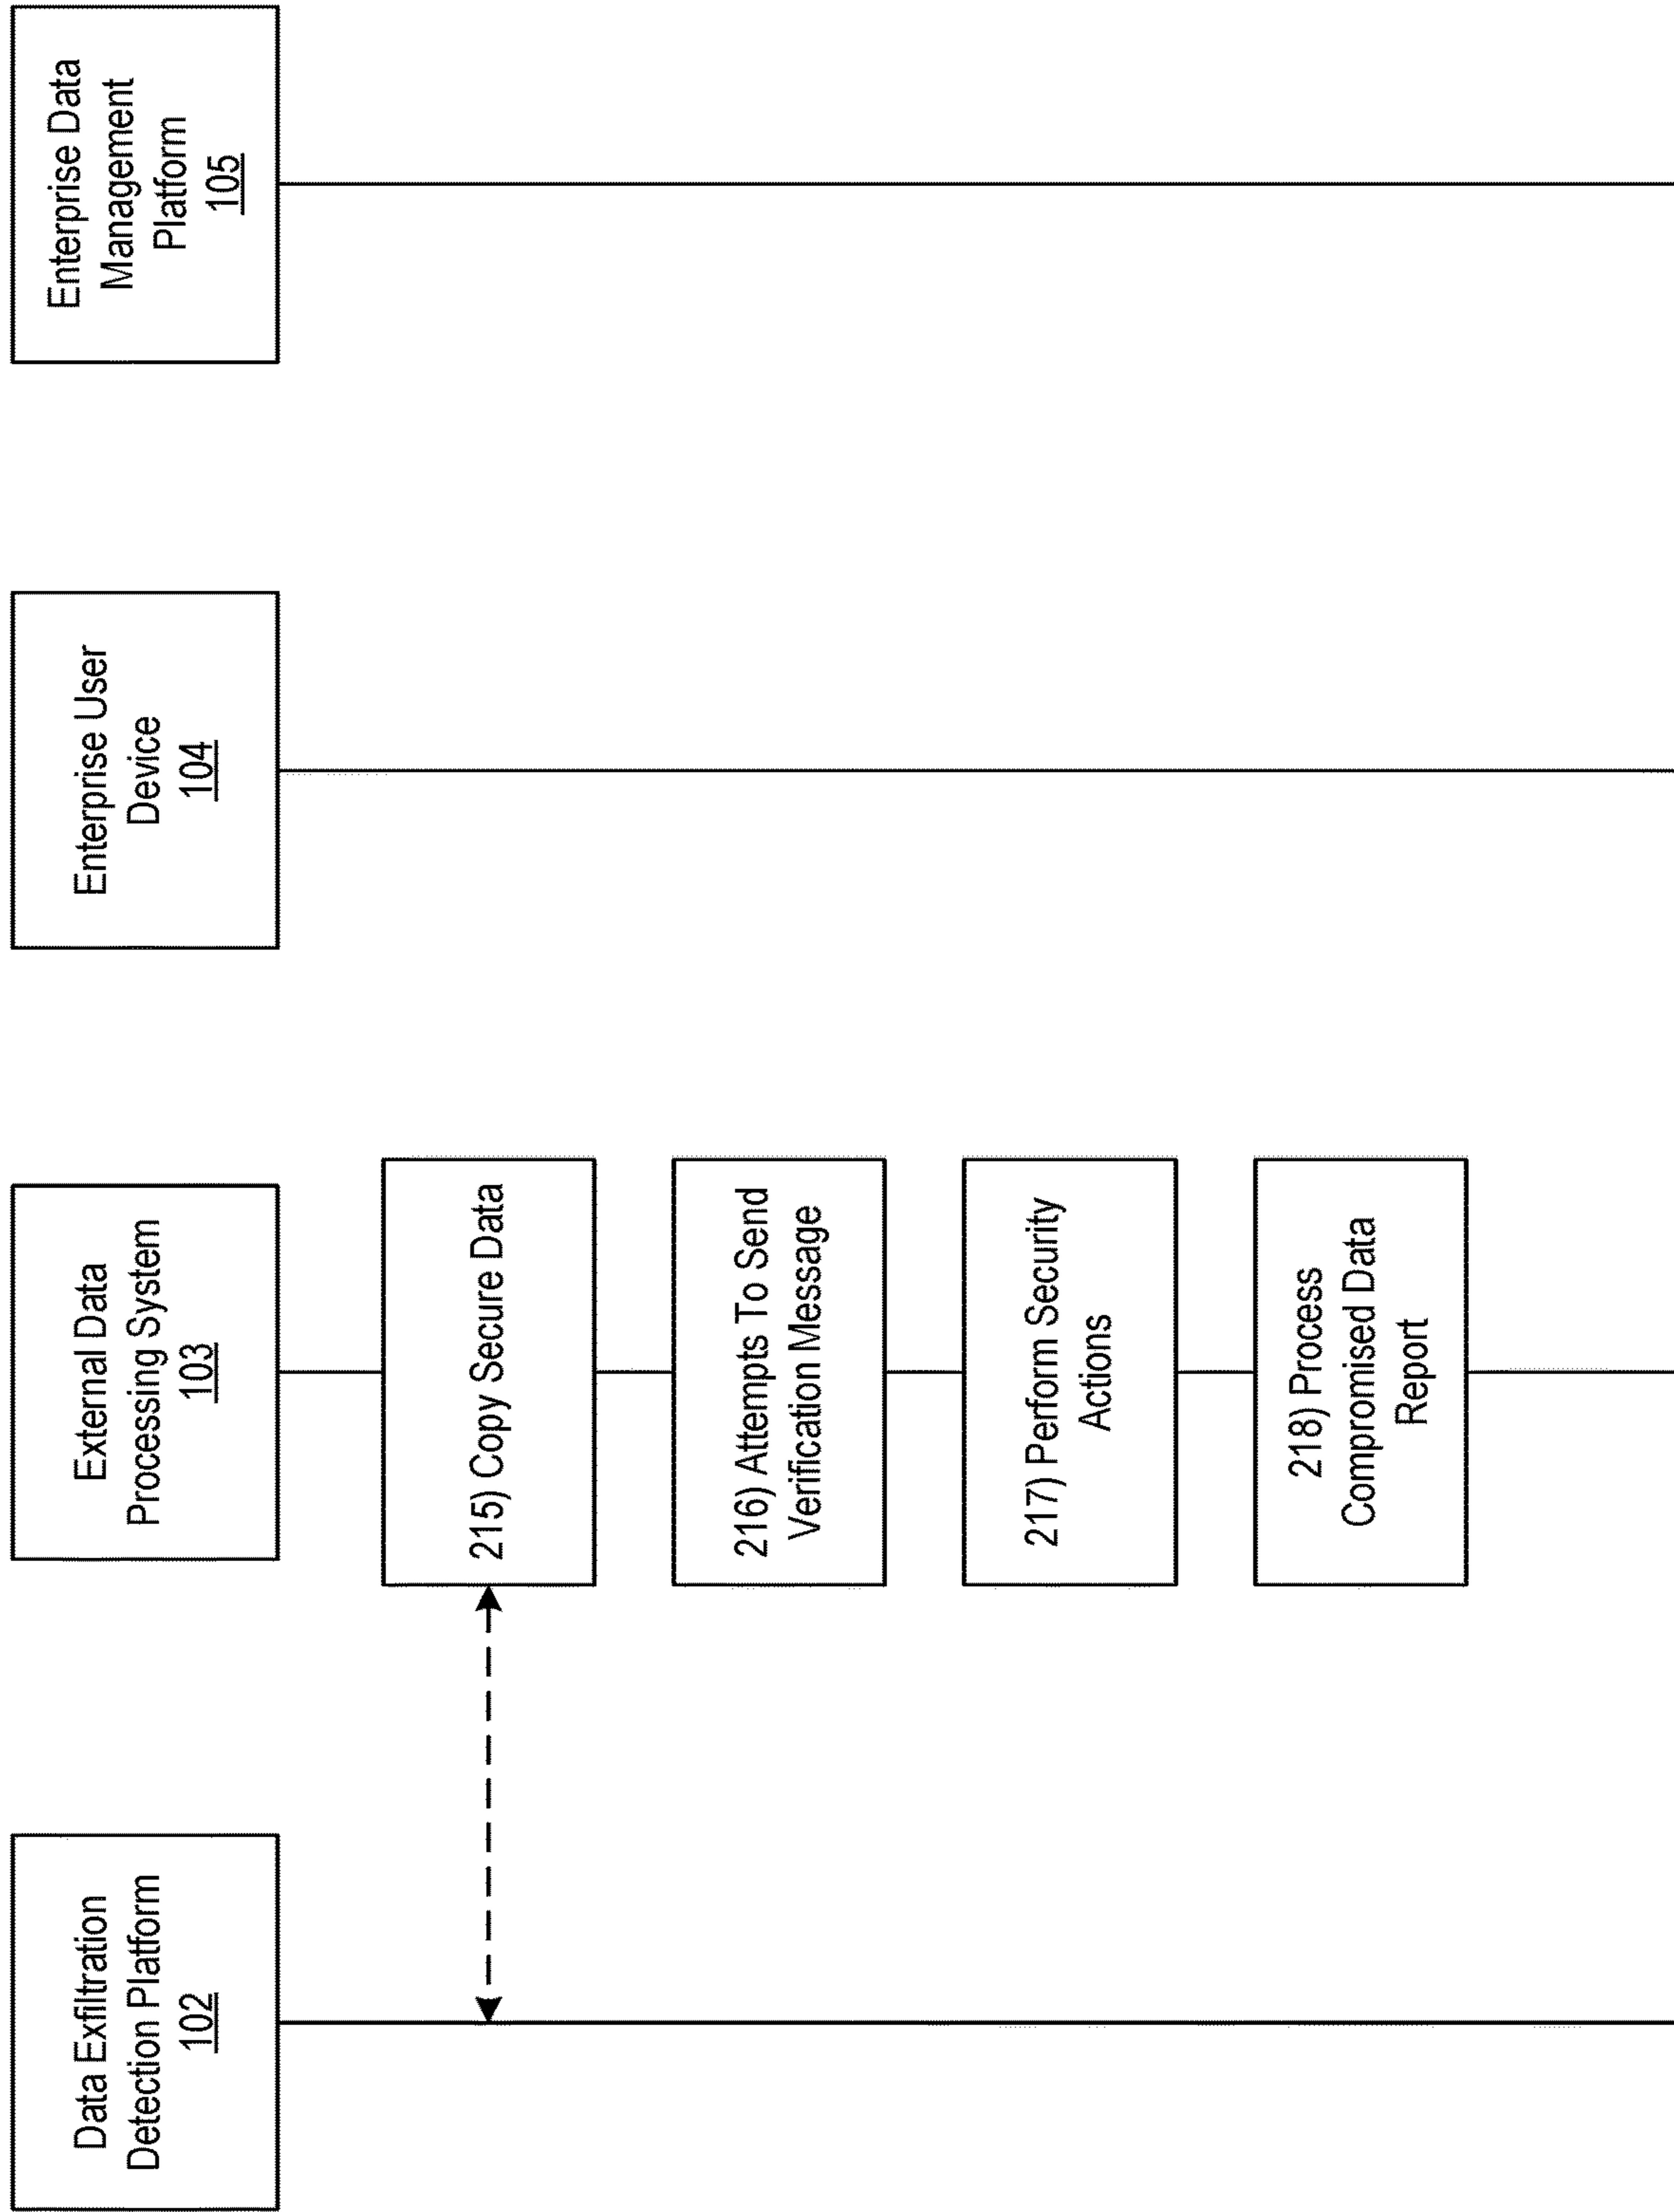 Data Exfiltration
Detection Platform
102
External Data
Processing System
103
Enterprise User
Device
104
Enterprise Data
Management
Platform
105
215) Copy Secure Data
216) Attempts To Send
Verification Message
217) Perform Security
Actions
218) Process
Compromised Data
Report